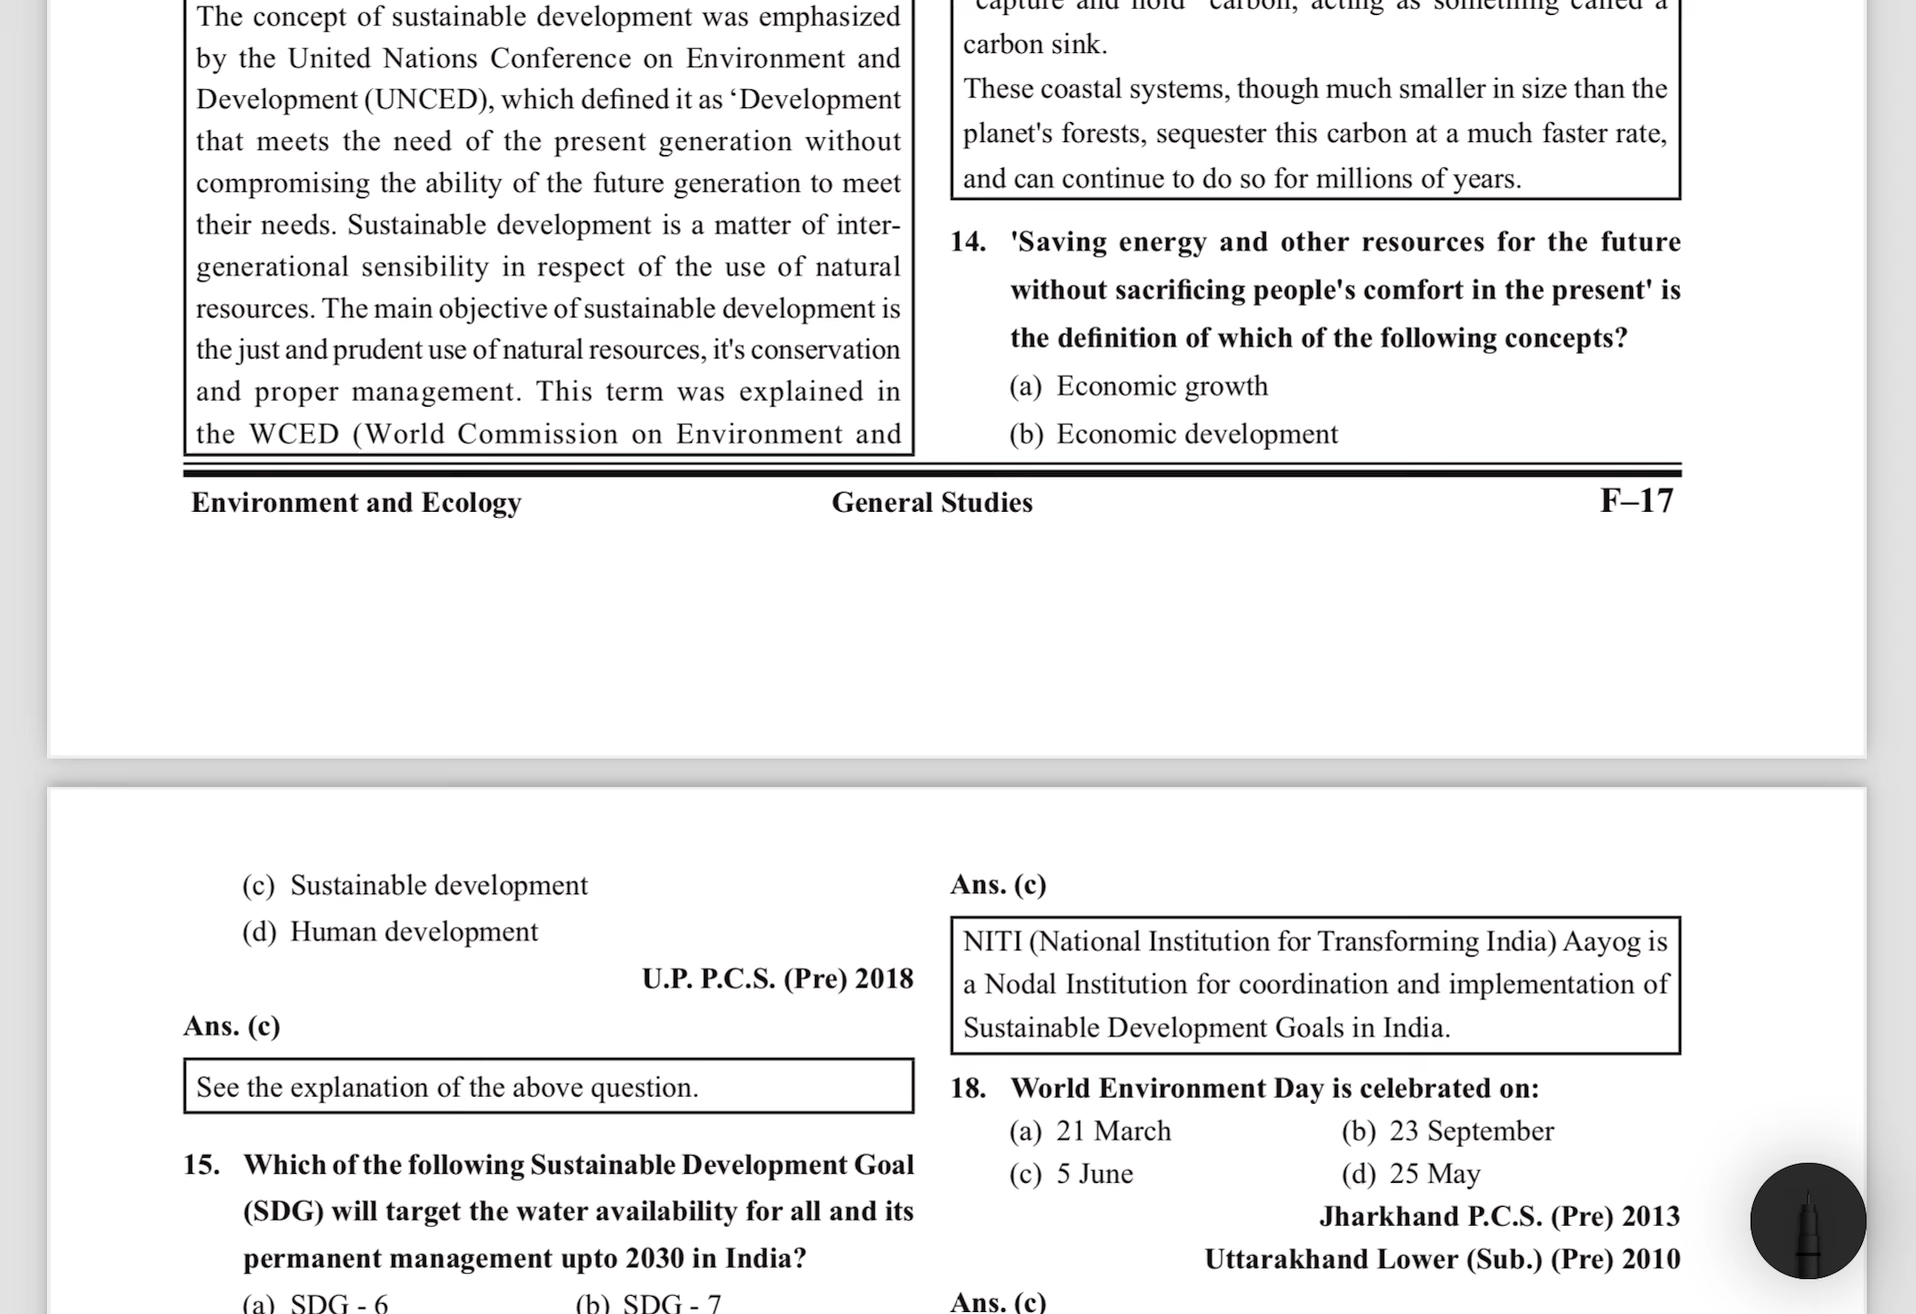 The concept of sustainable development was emphasized
by the United Nations Conference on Environment and
Development (UNCED), which defined it as ‘Development
that meets the need of the present generation without
compromising the ability of the future generation to meet
their needs. Sustainable development is a matter of inter-
generational sensibility in respect of the use of natural
resources. The main objective of sustainable development is
the just and prudent use of natural resources, it's conservation
and proper management. This term was explained in
the WCED (World Commission on Environment and
"capture and hold" carbon, acting as something called a
carbon sink.
These coastal systems, though much smaller in size than the
planet's forests, sequester this carbon at a much faster rate,
and can continue to do so for millions of years.
14. 'Saving energy and other resources for the future
without sacrificing people's comfort in the present' is
the definition of which of the following concepts?
(a) Economic growth
(b) Economic development
Environment and Ecology General Studies F–17
(c) Sustainable development
(d) Human development
U.P. P.C.S. (Pre) 2018
Ans. (c)
See the explanation of the above question.
15. Which of the following Sustainable Development Goal
(SDG) will target the water availability for all and its
permanent management upto 2030 in India?
(a) SDG - 6 (b) SDG - 7
Ans. (c)
NITI (National Institution for Transforming India) Aayog is
a Nodal Institution for coordination and implementation of
Sustainable Development Goals in India.
18. World Environment Day is celebrated on:
(a) 21 March (b) 23 September
(c) 5 June (d) 25 May
Jharkhand P.C.S. (Pre) 2013
Uttarakhand Lower (Sub.) (Pre) 2010
Ans. (c)